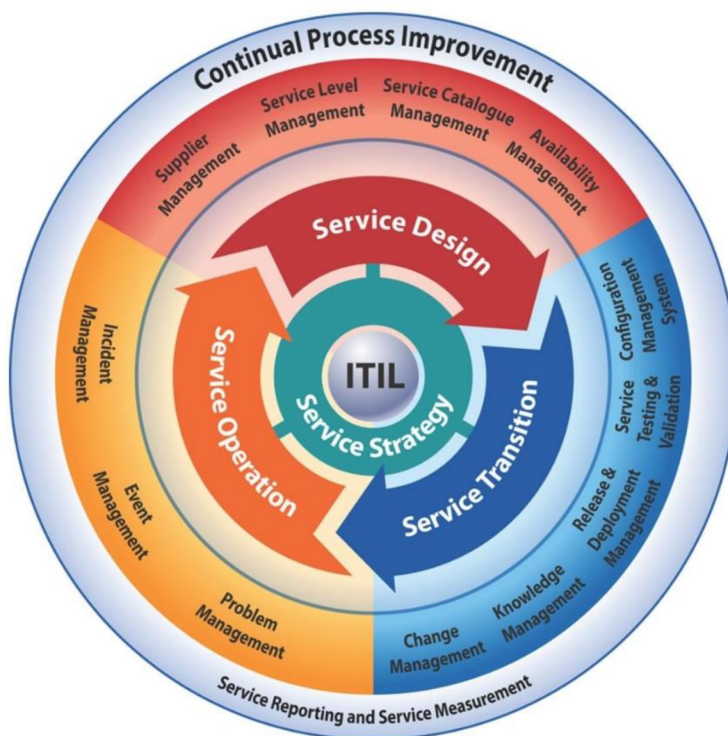 Continual Process Improvement
Supplier
Management
Service Level
Management
Service Catalogue
Management
Availability
Management
Configuration
Management
System
Service
Testing &
Validation
Release &
Deployment
Management
Knowledge
Management
Change
Management
Problem
Management
Event
Management
Incident
Management
Service Design
Service Transition
Service Operation
ITIL
Service Strategy
Service Reporting and Service Measurement